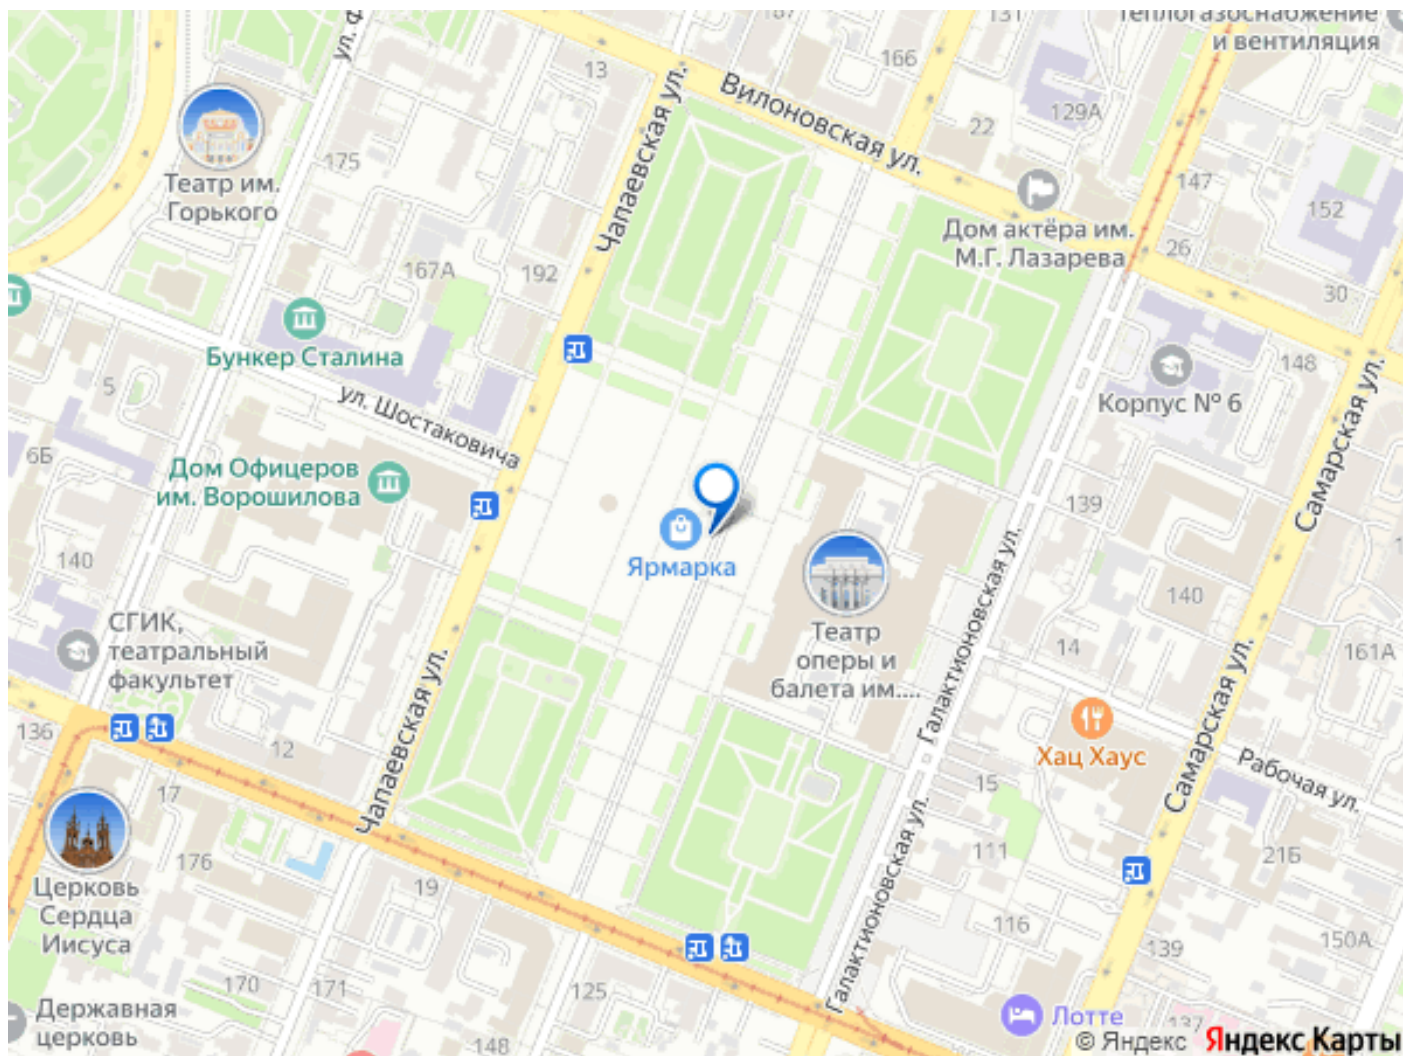 Теплогазоснабжение
и вентиляция
131
187
166
13
ул. Ф
Вилоновская ул.
129А
22
Театр им.
Горького
175
Чапаевская ул.
147
152
Дом актёра им.
М.Г. Лазарева
26
30
167А
192
Бункер Сталина
148
5
ул. Шостаковича
Корпус № 6
Самарская ул.
6Б
Дом Офицеров
им. Ворошилова
139
140
Ярмарка
Галактионовская ул.
140
СГИК,
театральный
факультет
Театр
оперы и
балета им....
14
161А
Чапаевская ул.
Самарская ул.
136
12
Хац Хаус
Рабочая ул.
17
15
176
Галактионовская ул.
111
21Б
19
Церковь
Сердца
Иисуса
116
139
150А
170
171
125
Державная
церковь
Лотте
137
148
© Яндекс Яндекс Карты